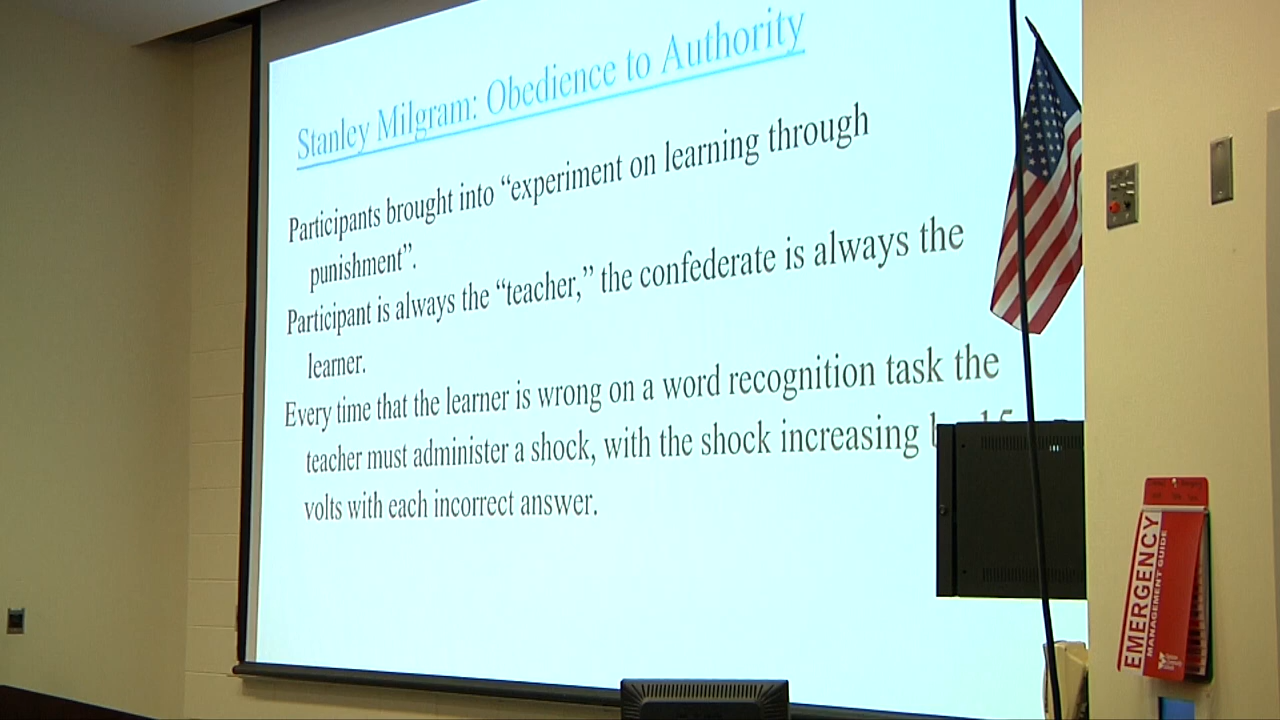 Stanley Milgram: Obedience to Authority
Participants brought into “experiment on learning through
punishment”.
Participant is always the “teacher,” the confederate is always the
learner.
Every time that the learner is wrong on a word recognition task the
teacher must administer a shock, with the shock increasing
volts with each incorrect answer.
EMERGENCY
MANAGEMENT GUIDE